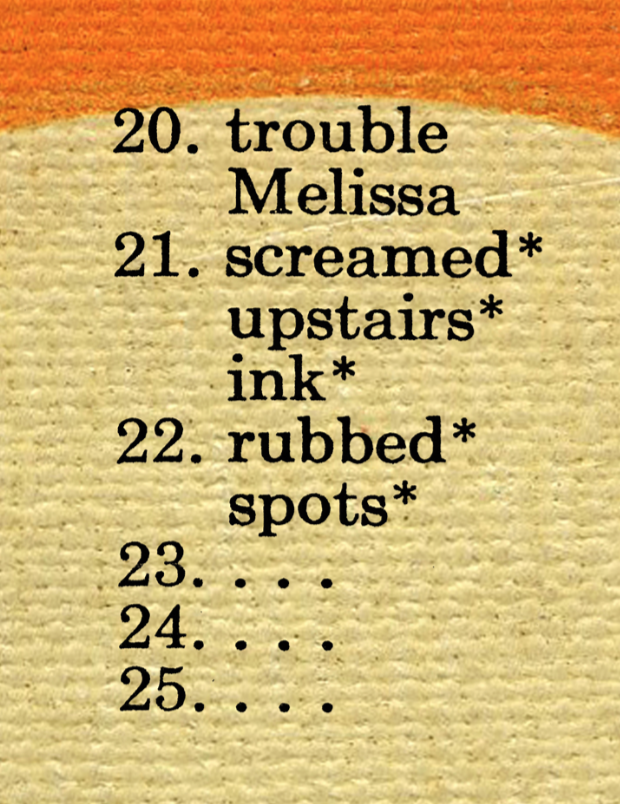 20. trouble
Melissa
21. screamed*
upstairs*
ink*
22. rubbed*
spots*
23. . . .
24. . . .
25. . . .